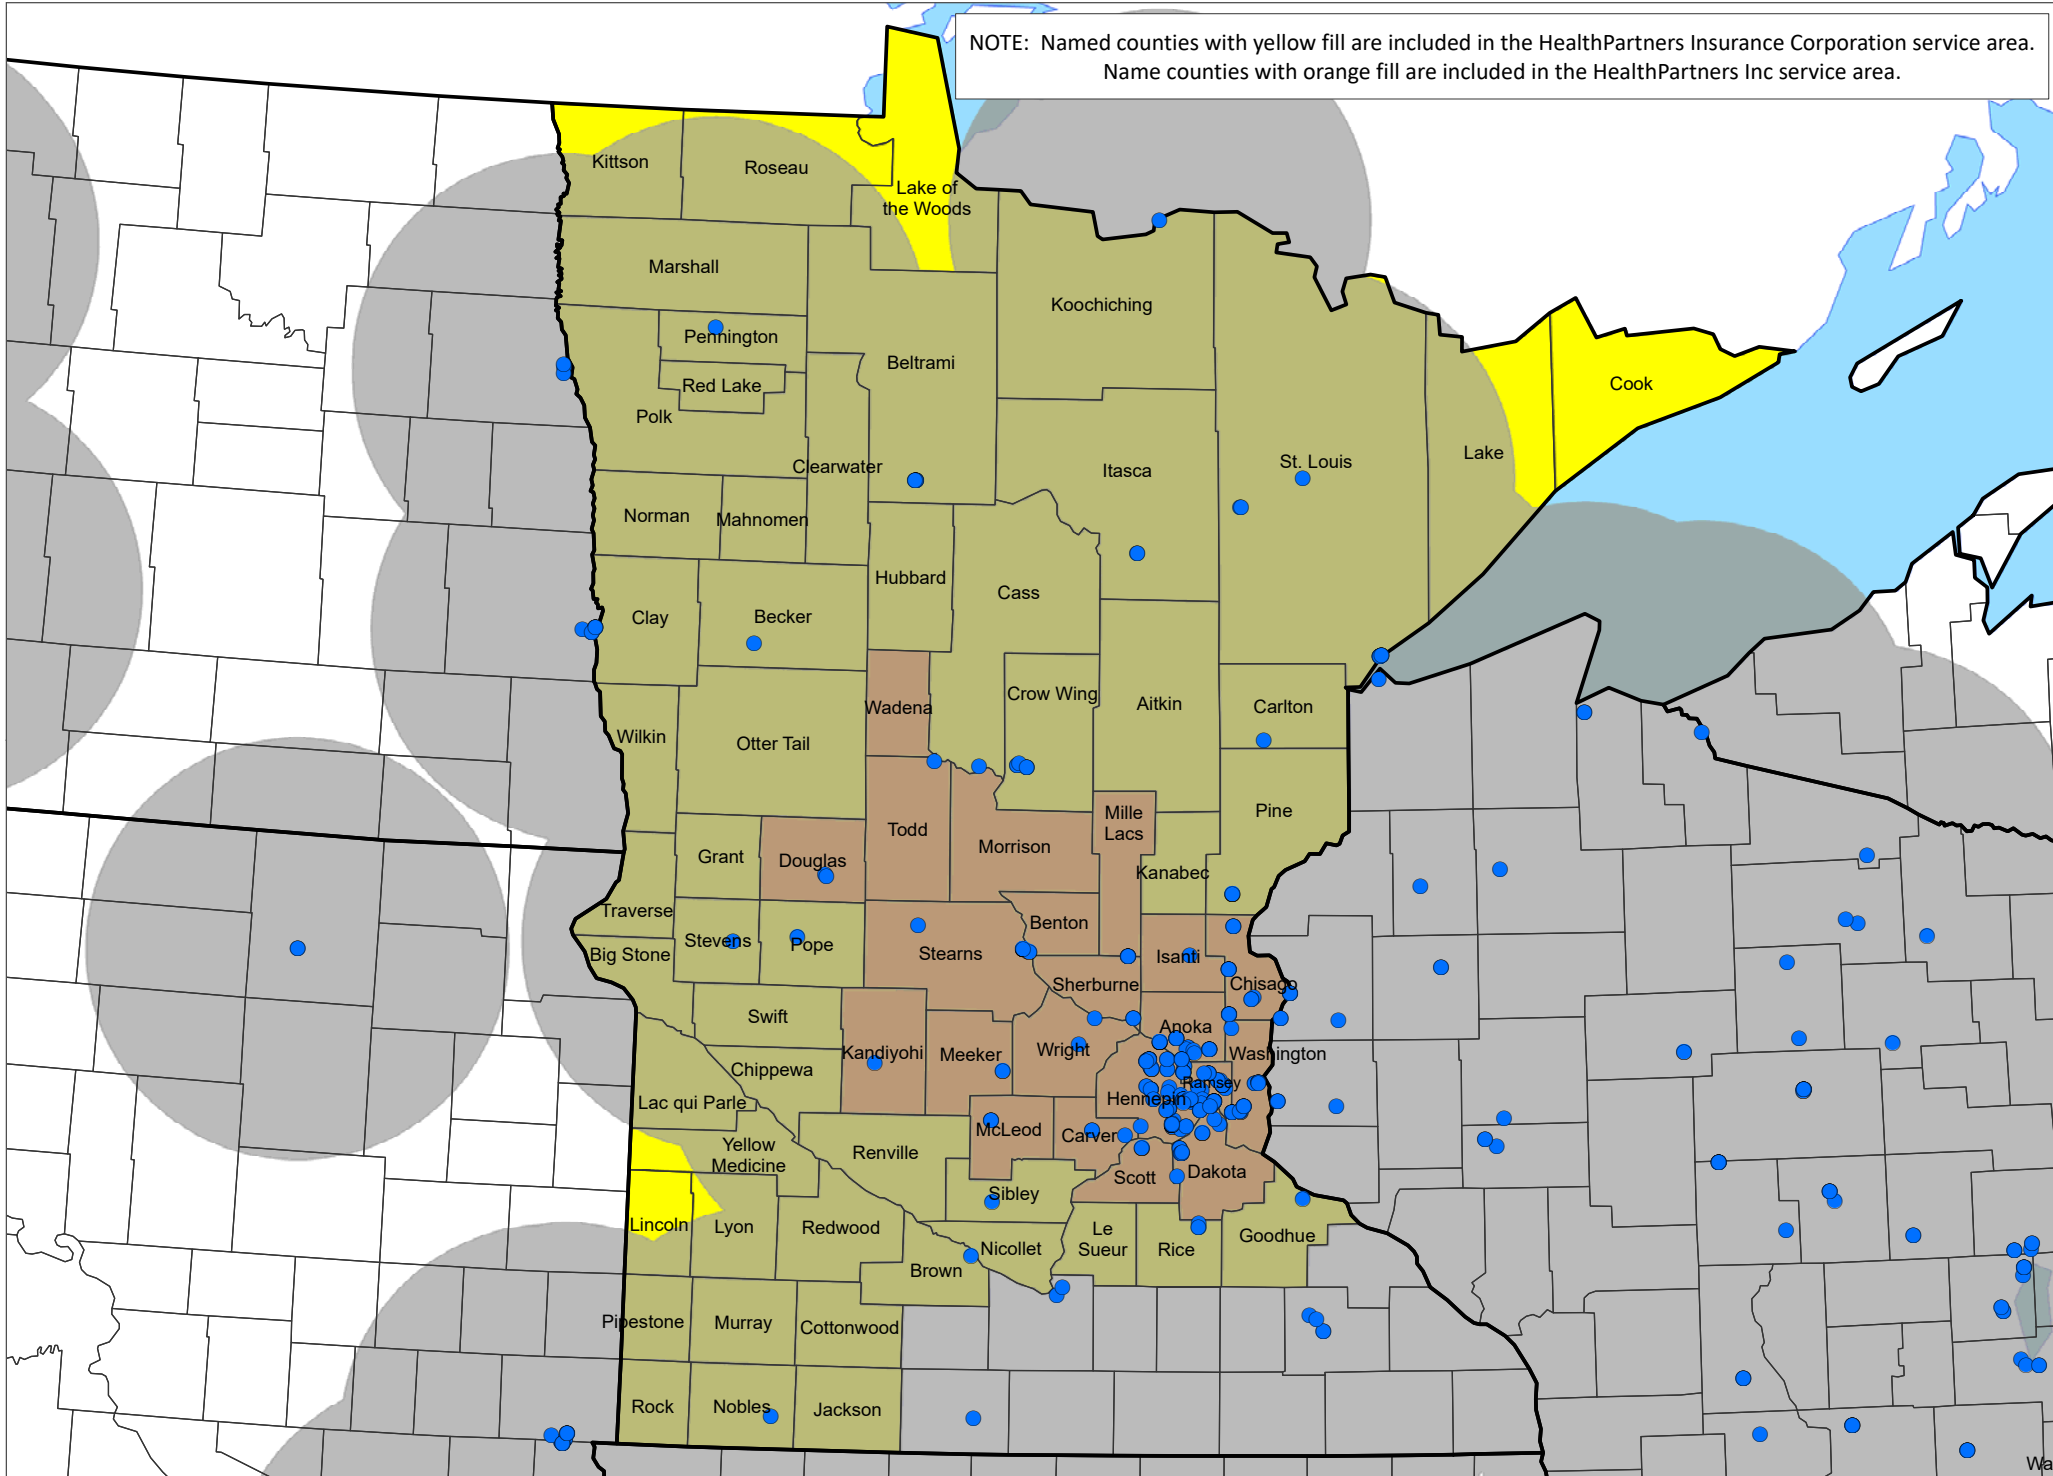 NOTE: Named counties with yellow fill are included in the HealthPartners Insurance Corporation service area.
Name counties with orange fill are included in the HealthPartners Inc service area.
Kittson
Roseau
Lake of
the Woods
Marshall
Koochiching
Pennington
Beltrami
Red Lake
Cook
Polk
Lake
St. Louis
Clearwater
Itasca
Norman
Mahnomen
Hubbard
Cass
Clay
Becker
Crow Wing
Wadena
Aitkin
Carlton
Wilkin
Otter Tail
Mille
Lacs
Pine
Todd
Morrison
Grant
Douglas
Kanabec
Traverse
Benton
Stevens
Pope
Big Stone
Stearns
Isanti
Sherburne
Chisago
Swift
Anoka
Kandiyohi
Meeker
Wright
Washington
Chippewa
Ramsey
Hennepin
Lac qui Parle
McLeod
Carver
Yellow
Medicine
Renville
Scott
Dakota
Sibley
Lincoln
Lyon
Redwood
Le
Sueur
Rice
Goodhue
Nicollet
Brown
Pipestone
Murray
Cottonwood
Rock
Nobles
Jackson
Wa